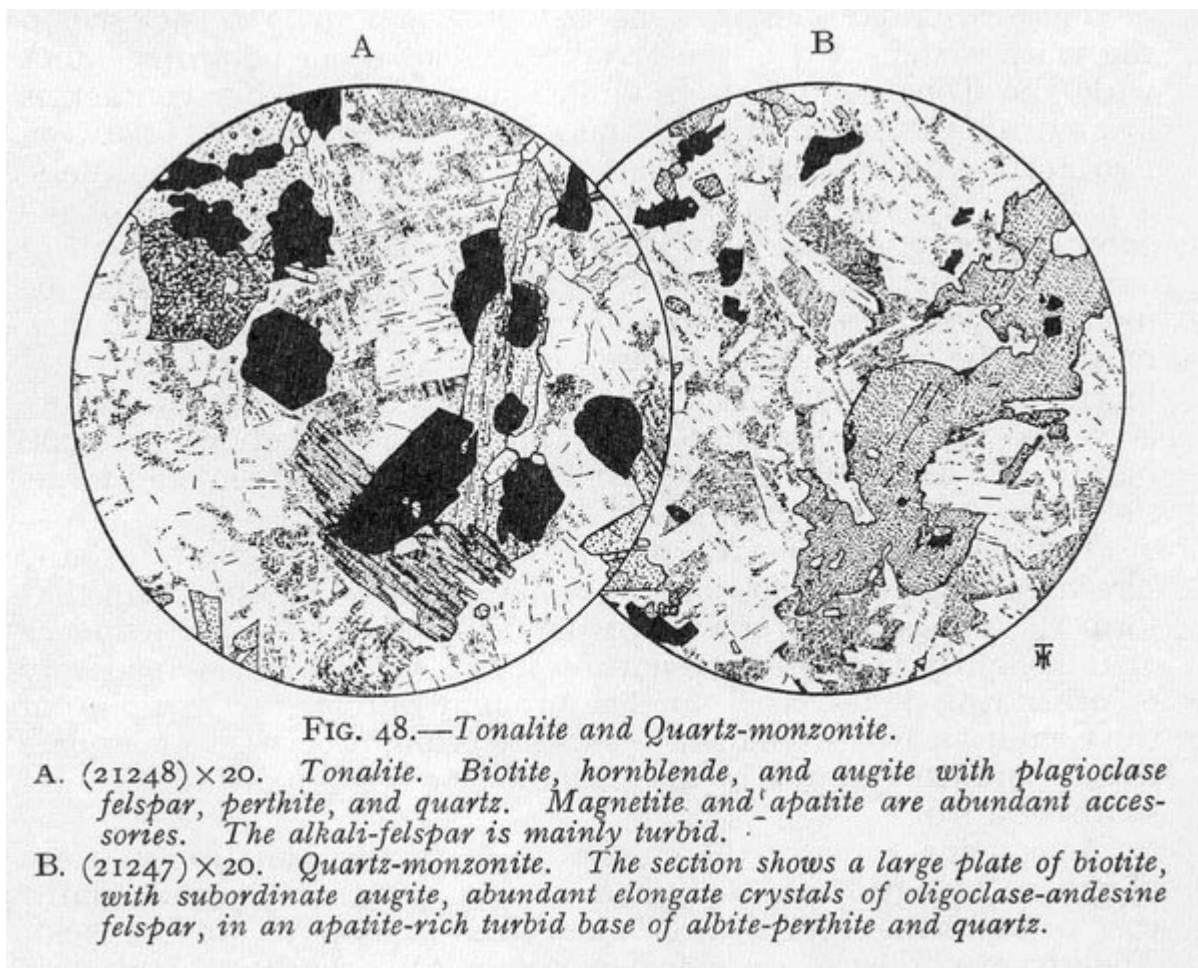 A
B
FIG. 48.—Tonalite and Quartz-monzonite.
A. (21248) × 20. Tonalite. Biotite, hornblende, and augite with plagioclase
felspar, perthite, and quartz. Magnetite and apatite are abundant acces-
sories. The alkali-felspar is mainly turbid.
B. (21247) × 20. Quartz-monzonite. The section shows a large plate of biotite,
with subordinate augite, abundant elongate crystals of oligoclase-andesine
felspar, in an apatite-rich turbid base of albite-perthite and quartz.